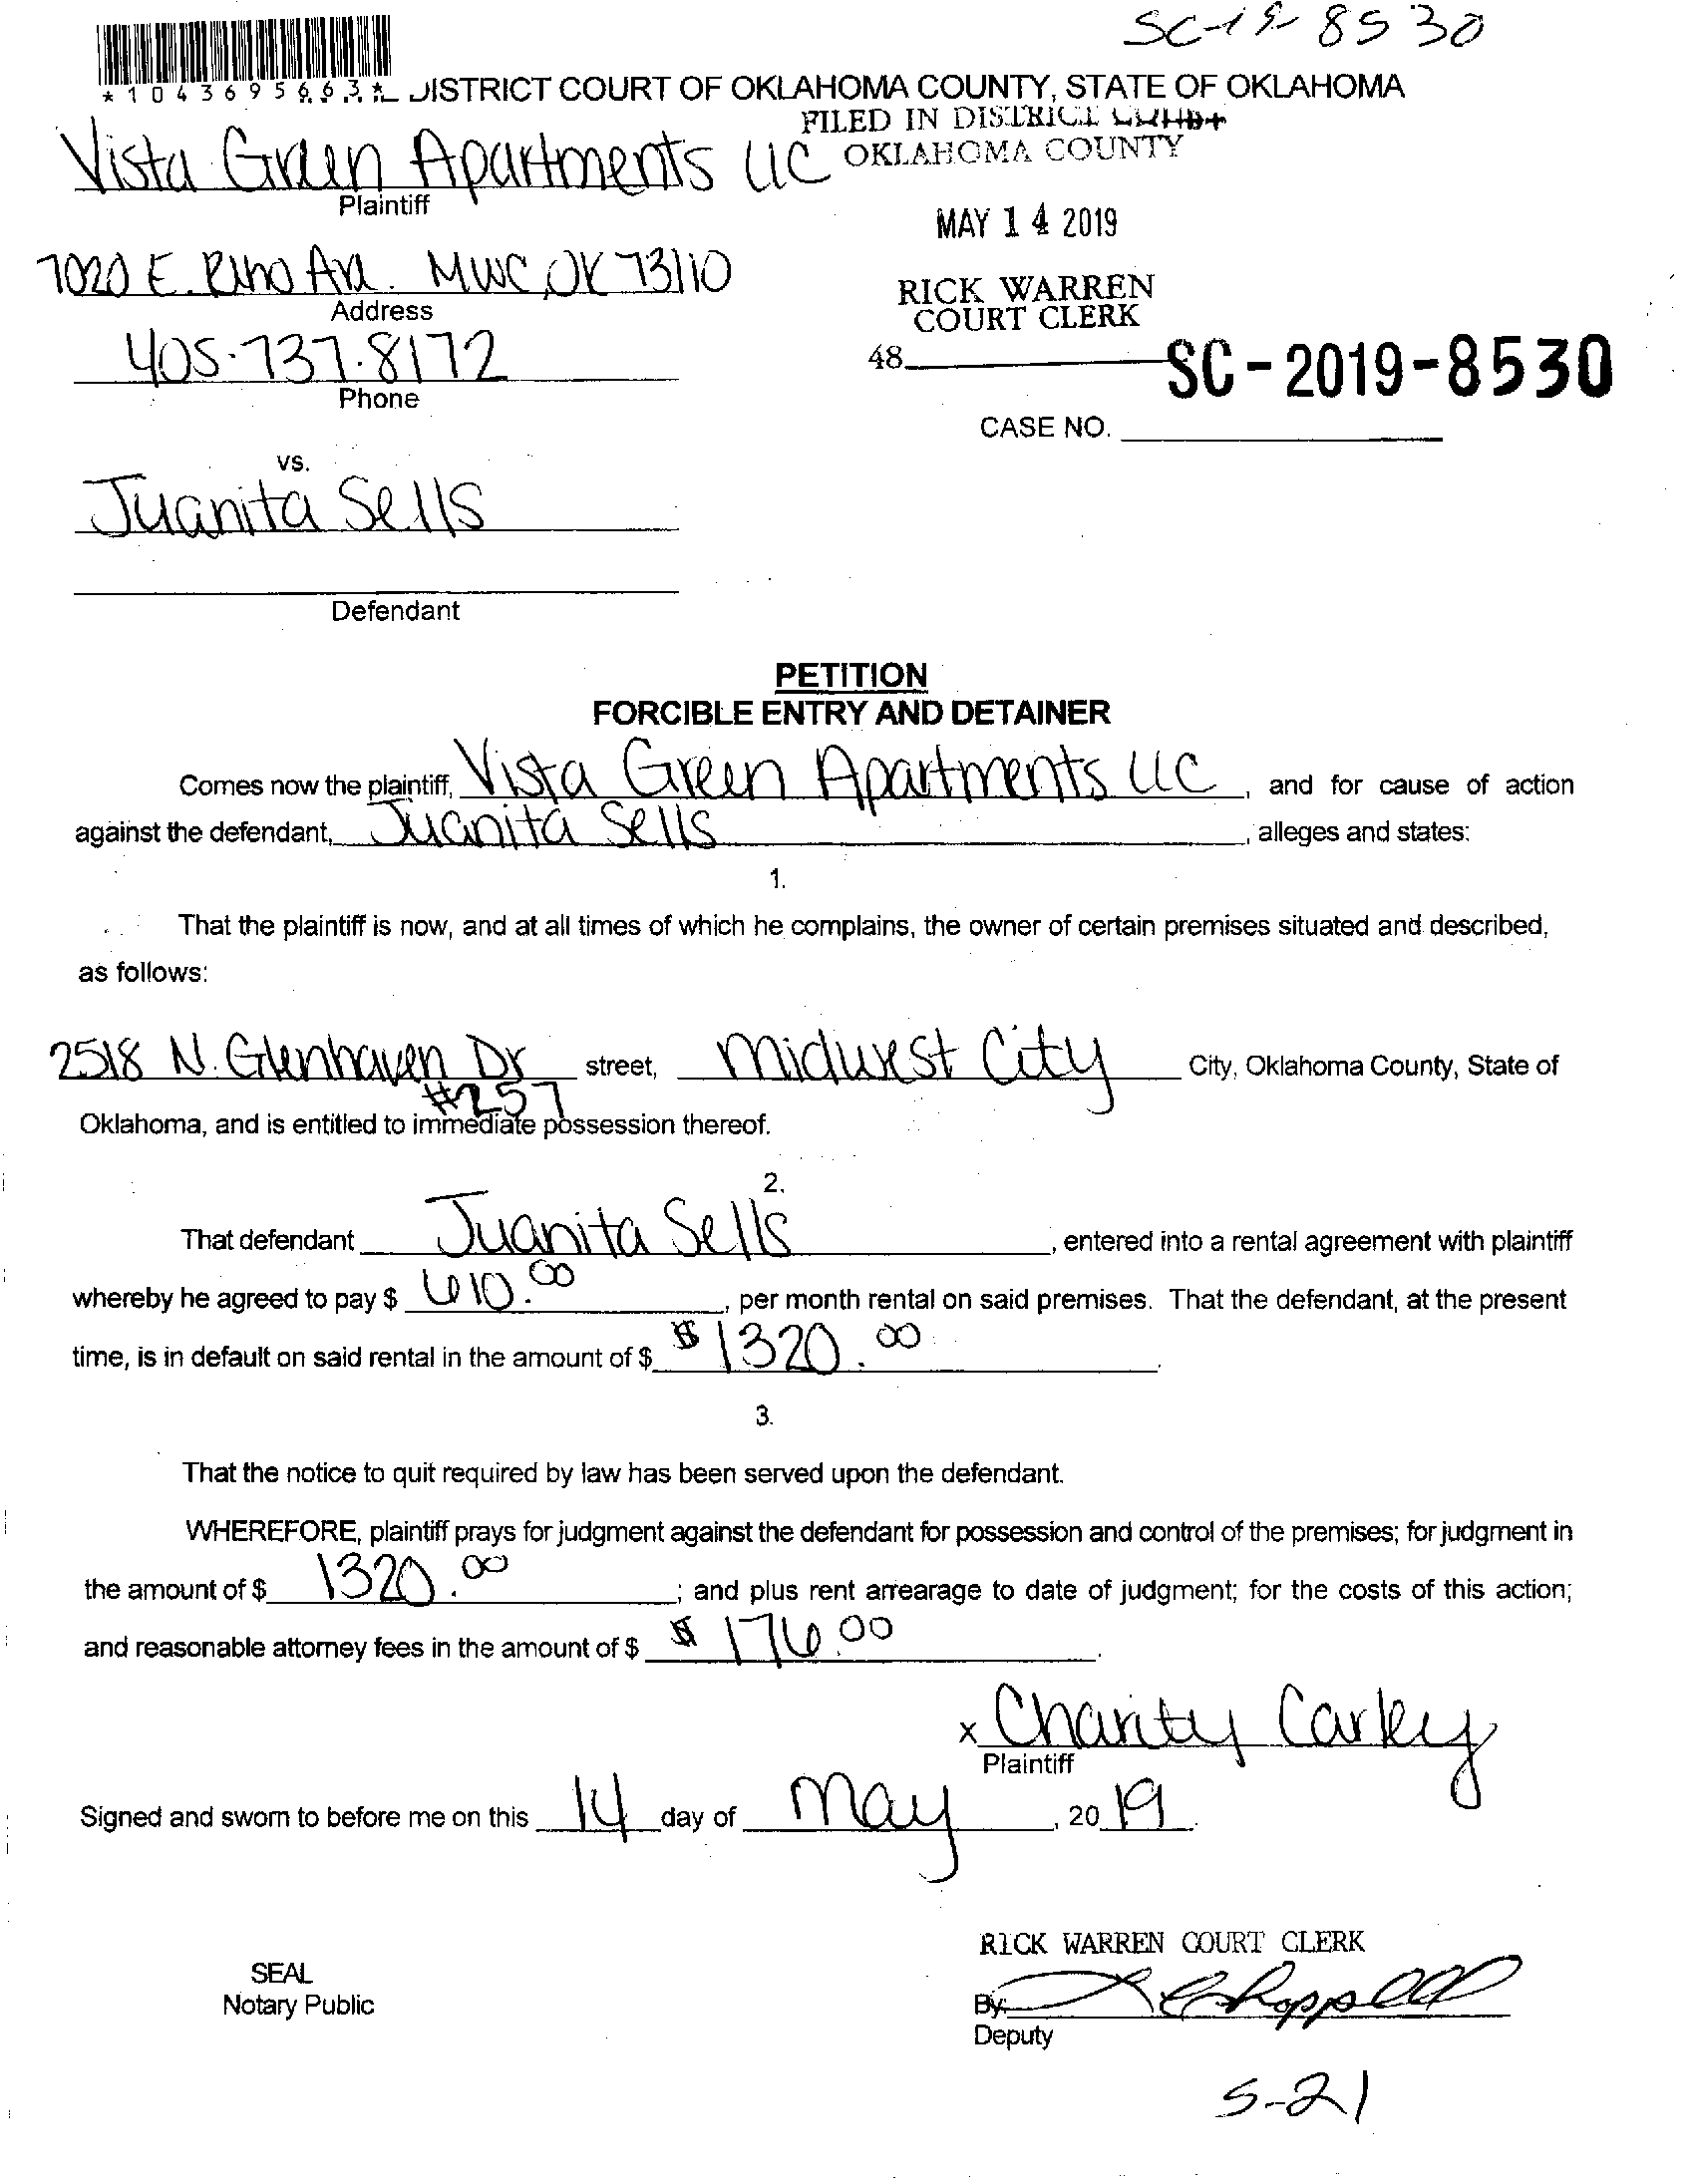 SC-19-8530
*1043695663* DISTRICT COURT OF OKLAHOMA COUNTY, STATE OF OKLAHOMA
FILED IN DISTRICT COURT
Vista Green Apartments LLC OKLAHOMA COUNTY
Plaintiff
MAY 14 2019
7020 E. Reno Ave. MWC, OK 73110
Address
RICK WARREN
COURT CLERK
405.737.8172
Phone
48
SC-2019-8530
CASE NO.
vs.
Juanita Sells
Defendant
PETITION
FORCIBLE ENTRY AND DETAINER
Comes now the plaintiff, Vista Green Apartments LLC, and for cause of action
against the defendant, Juanita Sells, alleges and states:
1.
That the plaintiff is now, and at all times of which he complains, the owner of certain premises situated and described,
as follows:
2518 N. Glenhaven Dr street, Midwest City City, Oklahoma County, State of
#257
Oklahoma, and is entitled to immediate possession thereof.
2.
That defendant Juanita Sells, entered into a rental agreement with plaintiff
whereby he agreed to pay $ 610.00, per month rental on said premises. That the defendant, at the present
time, is in default on said rental in the amount of $ $1320.00.
3.
That the notice to quit required by law has been served upon the defendant.
WHEREFORE, plaintiff prays for judgment against the defendant for possession and control of the premises; for judgment in
the amount of $ 1320.00; and plus rent arrearage to date of judgment; for the costs of this action;
and reasonable attorney fees in the amount of $ $176.00.
x Charity Carley
Plaintiff
Signed and sworn to before me on this 14 day of May, 2019.
RICK WARREN COURT CLERK
SEAL
Notary Public
By:
Deputy
5-21